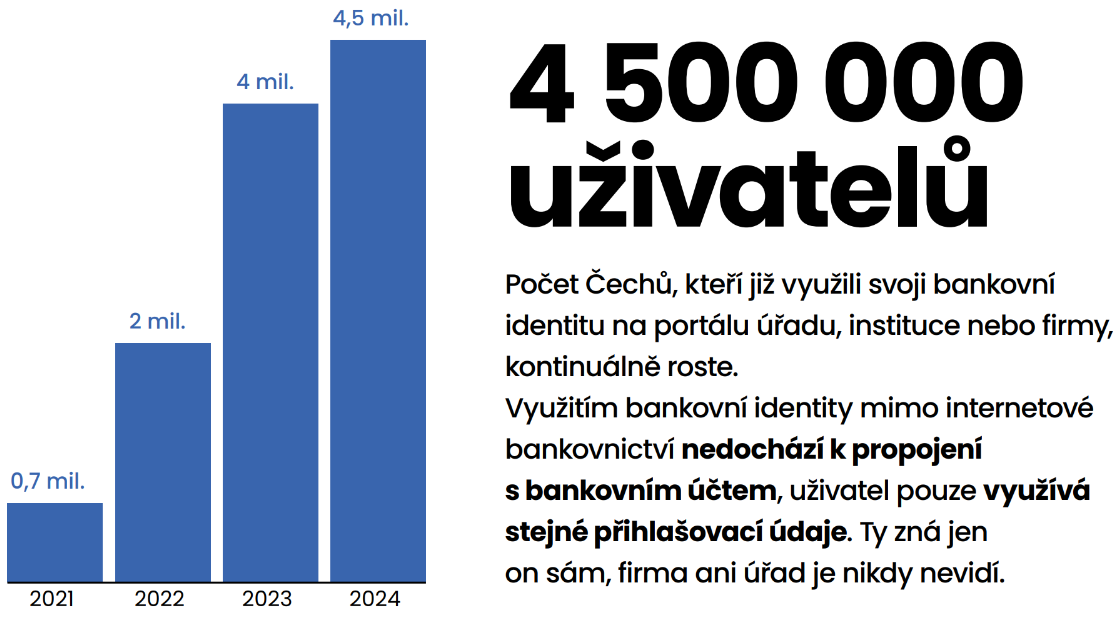 4,5 mil.
4 mil.
2 mil.
0,7 mil.
2021 2022 2023 2024
4 500 000
uživatelů
Počet Čechů, kteří již využili svoji bankovní
identitu na portálu úřadu, instituce nebo firmy,
kontinuálně roste.
Využitím bankovní identity mimo internetové
bankovnictví nedochází k propojení
s bankovním účtem, uživatel pouze využívá
stejné přihlašovací údaje. Ty zná jen
on sám, firma ani úřad je nikdy nevidí.